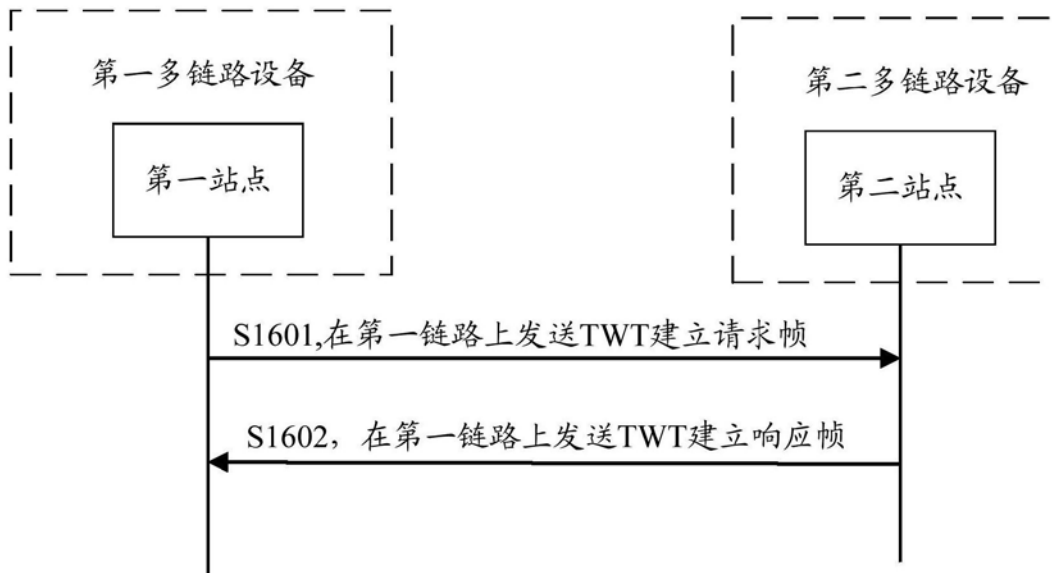 第一多链路设备
第二多链路设备
第一站点
第二站点
S1601,在第一链路上发送TWT建立请求帧
S1602，在第一链路上发送TWT建立响应帧